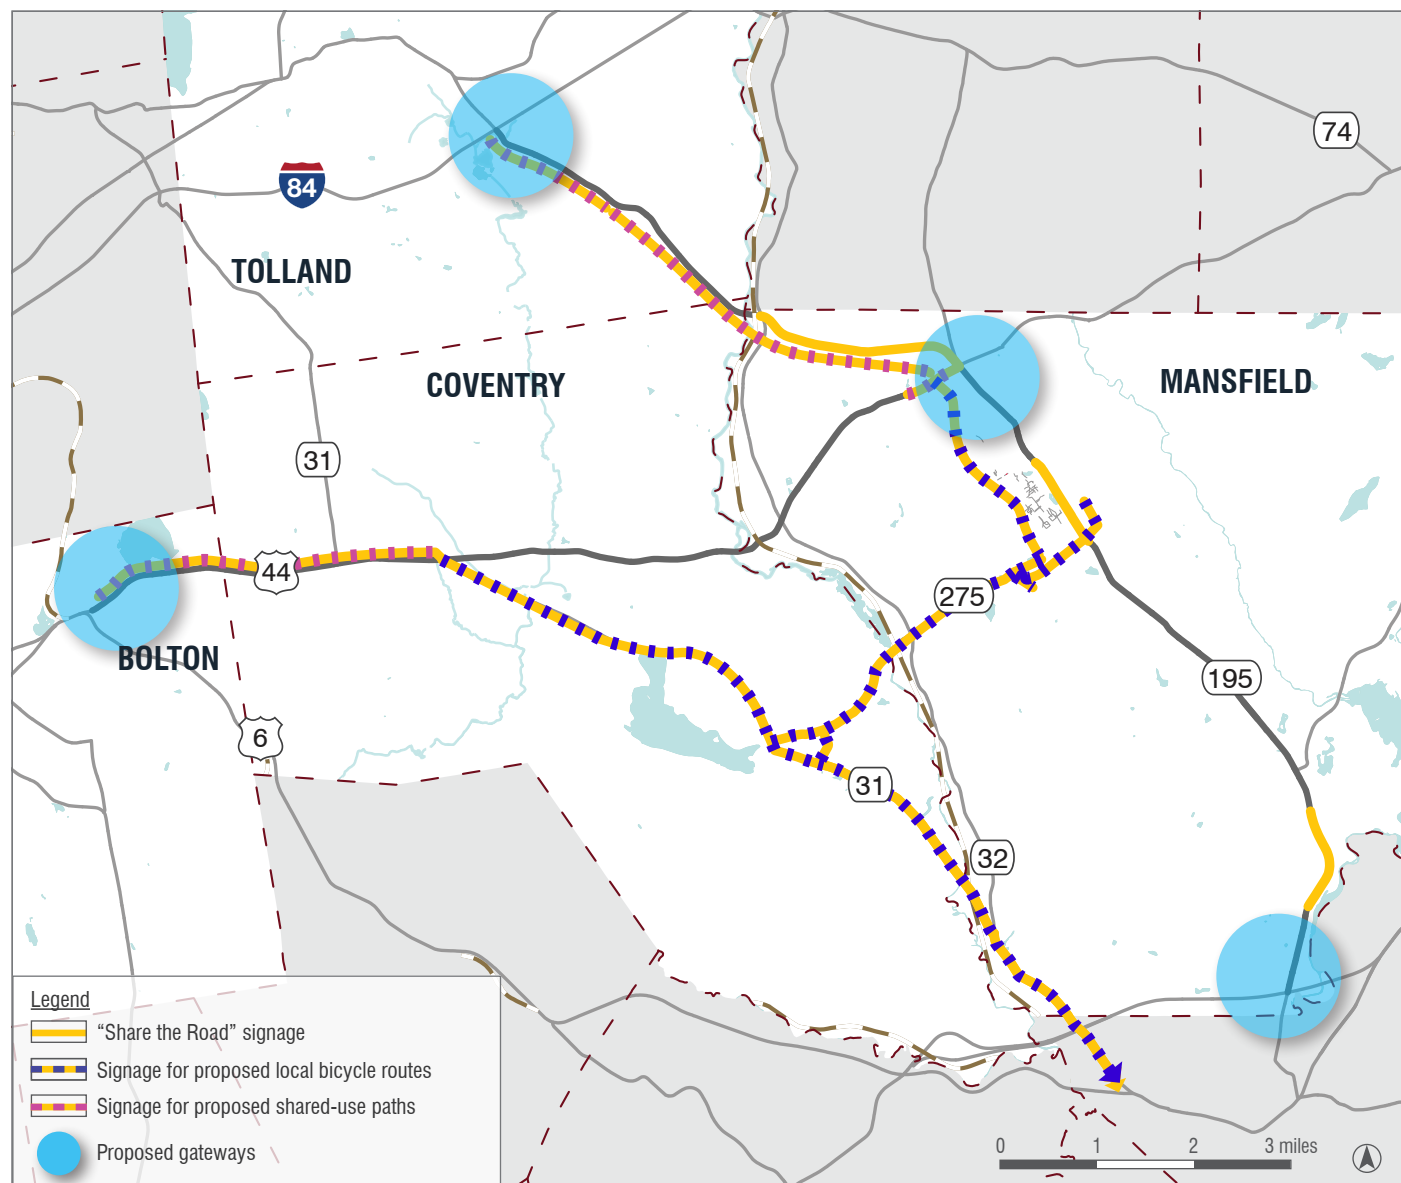 74
84
TOLLAND
COVENTRY
MANSFIELD
31
44
275
BOLTON
195
6
31
32
Legend
“Share the Road” signage
Signage for proposed local bicycle routes
Signage for proposed shared-use paths
Proposed gateways
0 1 2 3 miles